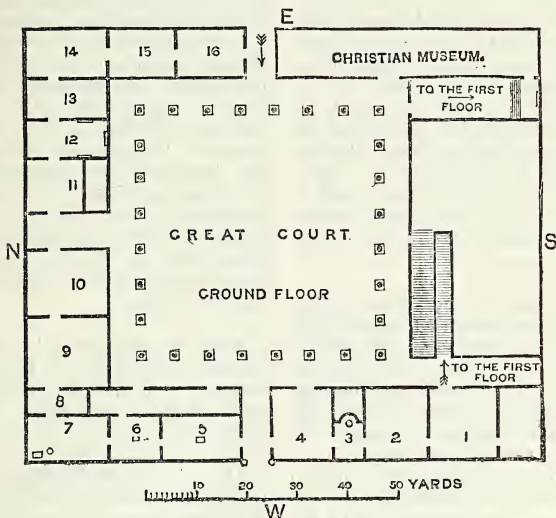 E
14 15 16
CHRISTIAN MUSEUM.
13
TO THE FIRST
FLOOR
12
11
GREAT COURT
N
S
GROUND FLOOR
10
9
TO THE FIRST
FLOOR
8
7 6 5 4 3 2 1
10 20 30 40 50 YARDS
W